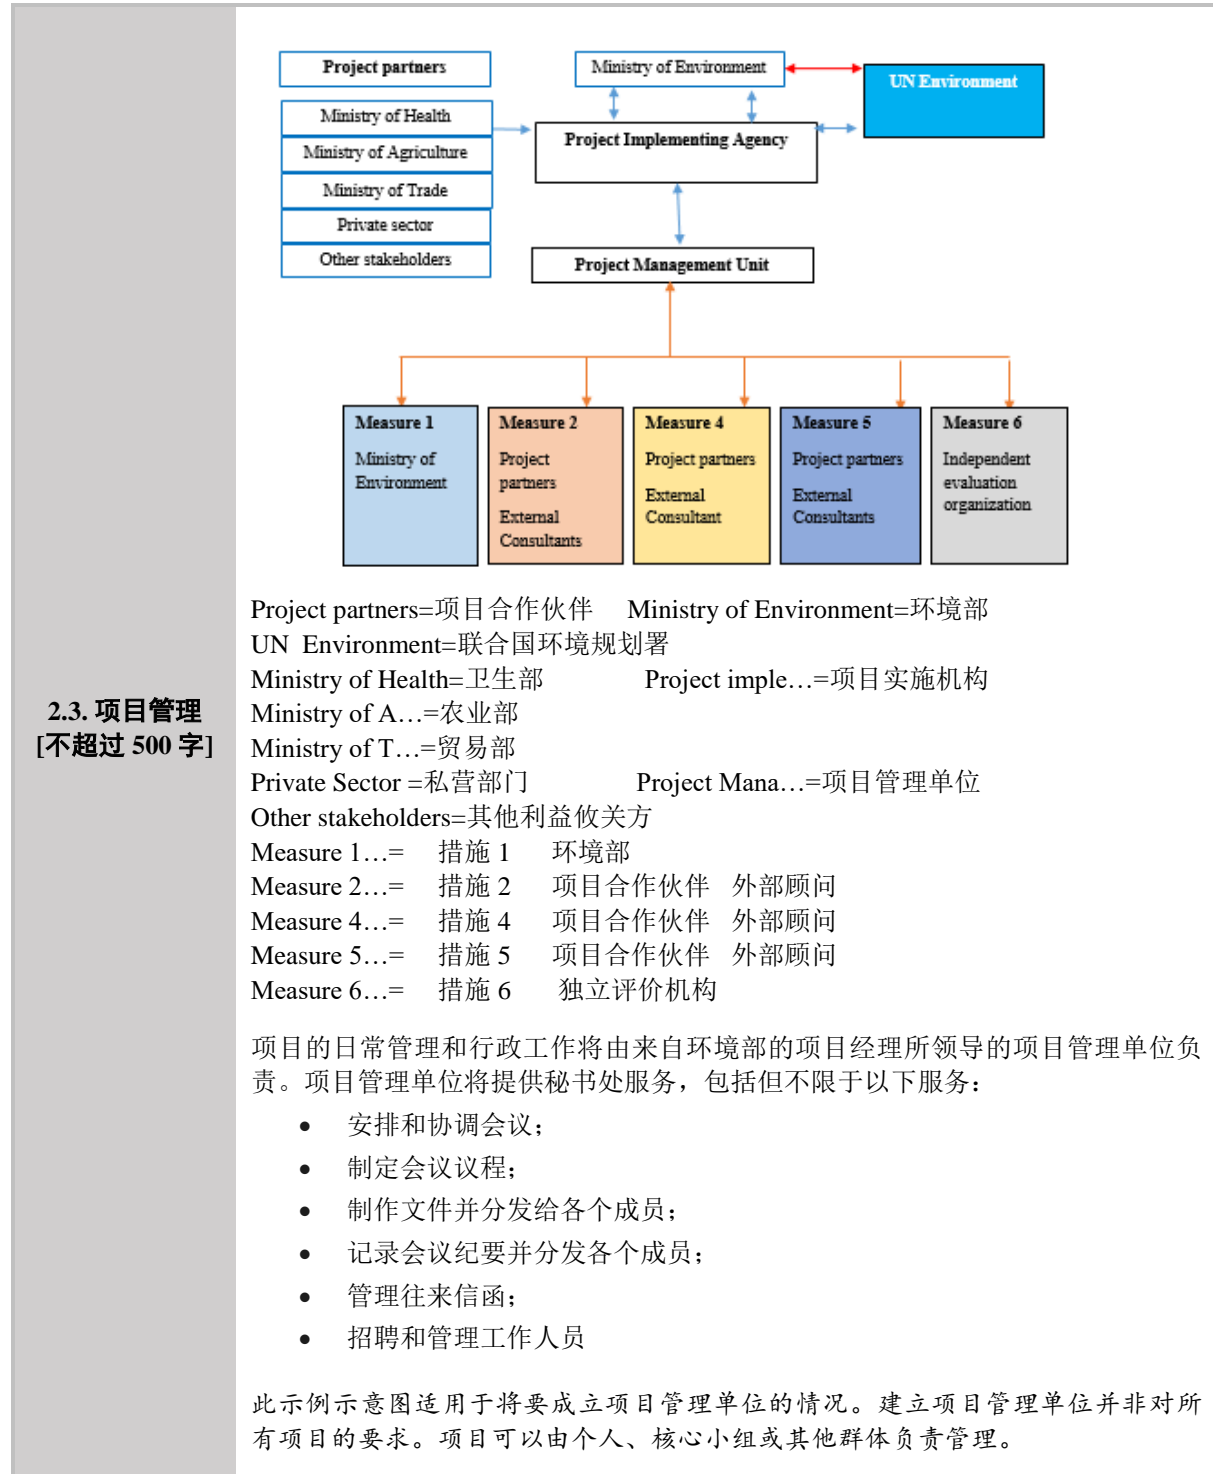 Project partners
Ministry of Health
Ministry of Agriculture
Ministry of Trade
Private sector
Other stakeholders
Ministry of Environment
UN Environment
Project Implementing Agency
Project Management Unit
Measure 1
Ministry of
Environment
Measure 2
Project
partners
External
Consultants
Measure 4
Project partners
External
Consultant
Measure 5
Project partners
External
Consultants
Measure 6
Independent
evaluation
organization
2.3. 项目管理
[不超过 500 字]
Project partners=项目合作伙伴 Ministry of Environment=环境部
UN Environment=联合国环境规划署
Ministry of Health=卫生部 Project imple…=项目实施机构
Ministry of A…=农业部
Ministry of T…=贸易部
Private Sector =私营部门 Project Mana…=项目管理单位
Other stakeholders=其他利益攸关方
Measure 1…= 措施 1 环境部
Measure 2…= 措施 2 项目合作伙伴 外部顾问
Measure 4…= 措施 4 项目合作伙伴 外部顾问
Measure 5…= 措施 5 项目合作伙伴 外部顾问
Measure 6…= 措施 6 独立评价机构
项目的日常管理和行政工作将由来自环境部的项目经理所领导的项目管理单位负
责。项目管理单位将提供秘书处服务，包括但不限于以下服务：
• 安排和协调会议；
• 制定会议议程；
• 制作文件并分发给各个成员；
• 记录会议纪要并分发各个成员；
• 管理往来信函；
• 招聘和管理工作人员
此示例示意图适用于将要成立项目管理单位的情况。建立项目管理单位并非对所
有项目的要求。项目可以由个人、核心小组或其他群体负责管理。